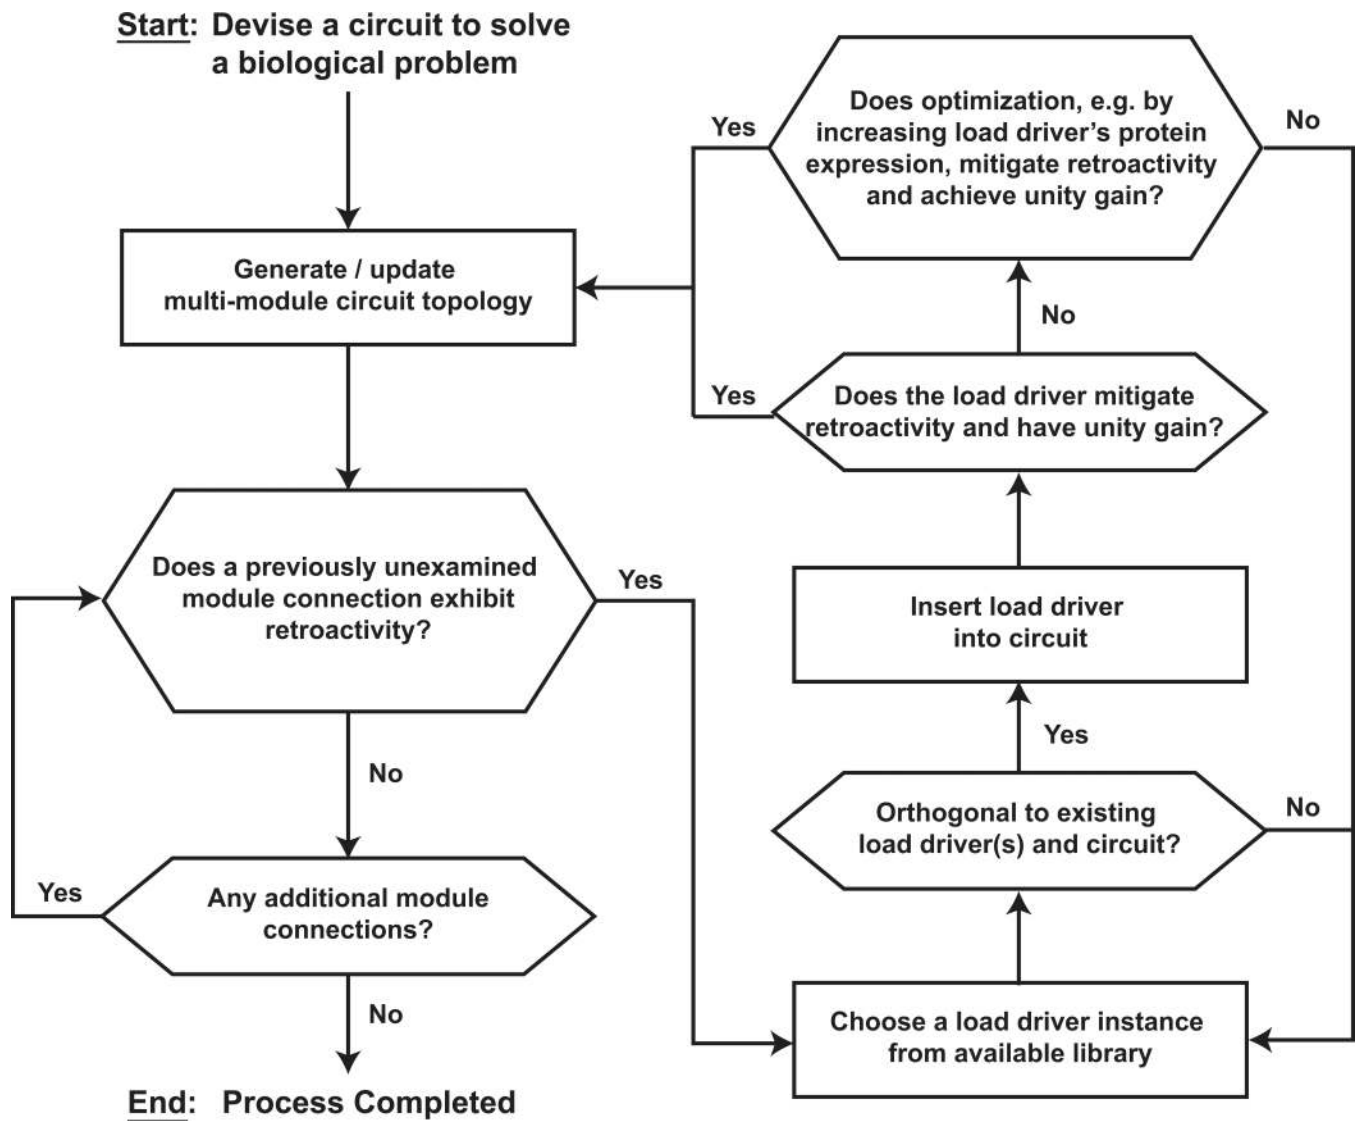 Start: Devise a circuit to solve
a biological problem
Generate / update
multi-module circuit topology
Does a previously unexamined
module connection exhibit
retroactivity?
Yes
No
Any additional module
connections?
Yes
No
End: Process Completed
Does optimization, e.g. by
increasing load driver’s protein
expression, mitigate retroactivity
and achieve unity gain?
Yes
No
No
Does the load driver mitigate
retroactivity and have unity gain?
Yes
Insert load driver
into circuit
Yes
Orthogonal to existing
load driver(s) and circuit?
No
Choose a load driver instance
from available library